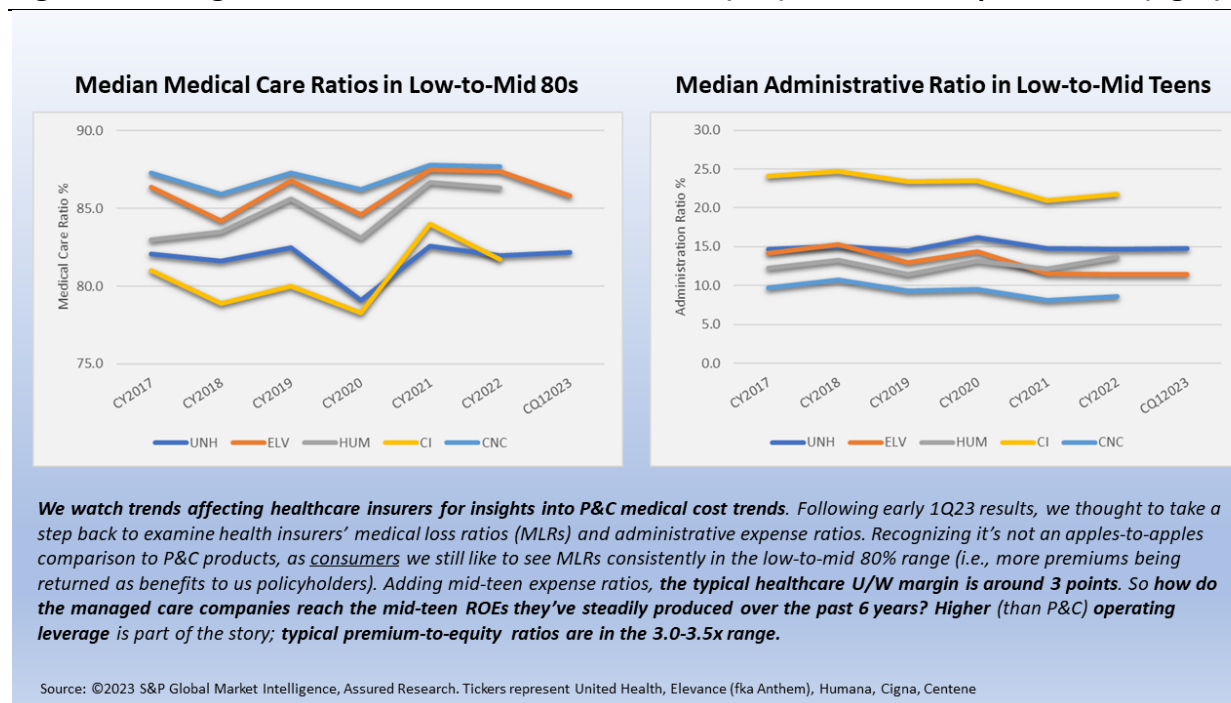 Median Medical Care Ratios in Low-to-Mid 80s
90.0
85.0
80.0
75.0
Medical Care Ratio %
CY2017
CY2018
CY2019
CY2020
CY2021
CY2022
CQ12023
UNH
ELV
HUM
CI
CNC
Median Administrative Ratio in Low-to-Mid Teens
30.0
25.0
20.0
15.0
10.0
5.0
0.0
Administration Ratio %
CY2017
CY2018
CY2019
CY2020
CY2021
CY2022
CQ12023
UNH
ELV
HUM
CI
CNC
We watch trends affecting healthcare insurers for insights into P&C medical cost trends. Following early 1Q23 results, we thought to take a
step back to examine health insurers’ medical loss ratios (MLRs) and administrative expense ratios. Recognizing it’s not an apples-to-apples
comparison to P&C products, as consumers we still like to see MLRs consistently in the low-to-mid 80% range (i.e., more premiums being
returned as benefits to us policyholders). Adding mid-teen expense ratios, the typical healthcare U/W margin is around 3 points. So how do
the managed care companies reach the mid-teen ROEs they’ve steadily produced over the past 6 years? Higher (than P&C) operating
leverage is part of the story; typical premium-to-equity ratios are in the 3.0-3.5x range.
Source: ©2023 S&P Global Market Intelligence, Assured Research. Tickers represent United Health, Elevance (fka Anthem), Humana, Cigna, Centene